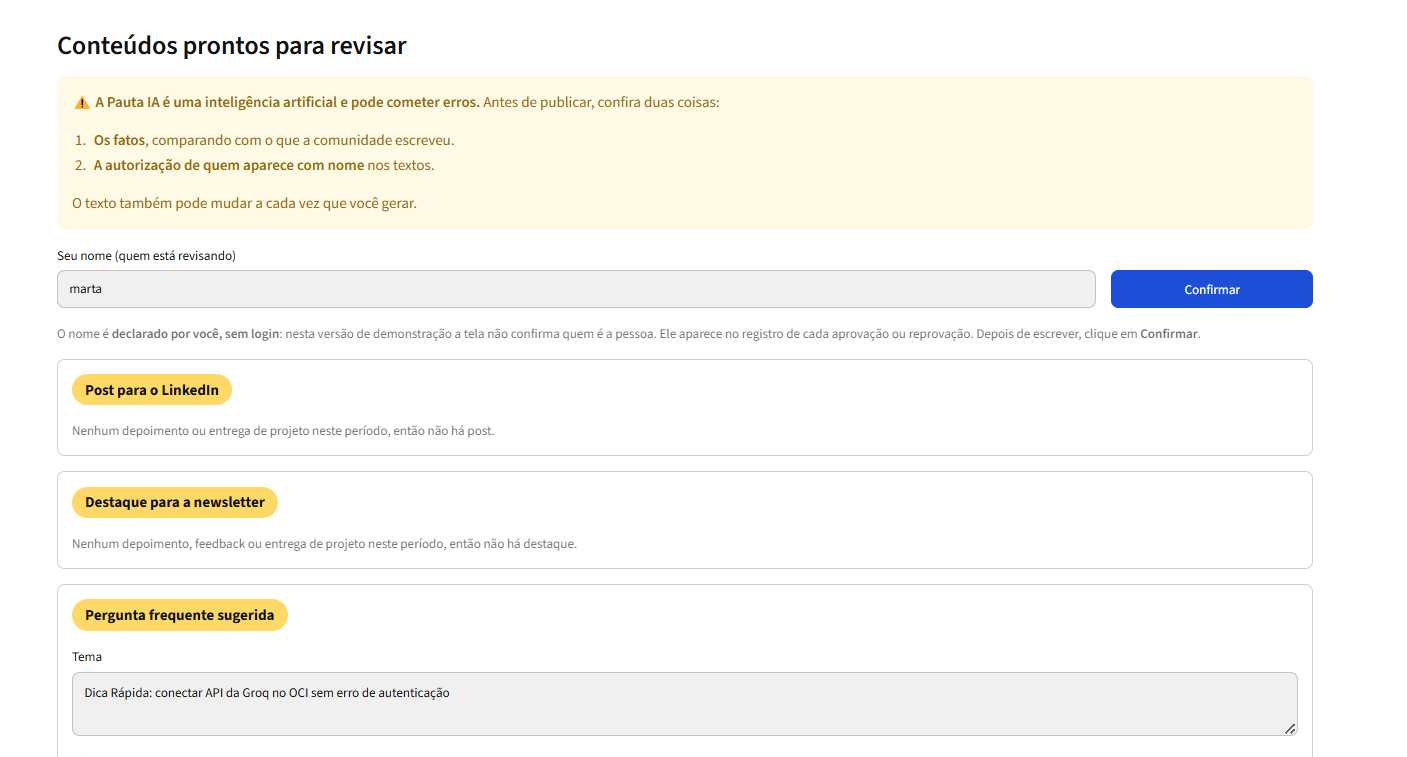 Conteúdos prontos para revisar
⚠ A Pauta IA é uma inteligência artificial e pode cometer erros. Antes de publicar, confira duas coisas:
1. Os fatos, comparando com o que a comunidade escreveu.
2. A autorização de quem aparece com nome nos textos.
O texto também pode mudar a cada vez que você gerar.
Seu nome (quem está revisando)
marta
Confirmar
O nome é declarado por você, sem login: nesta versão de demonstração a tela não confirma quem é a pessoa. Ele aparece no registro de cada aprovação ou reprovação. Depois de escrever, clique em Confirmar.
Post para o LinkedIn
Nenhum depoimento ou entrega de projeto neste período, então não há post.
Destaque para a newsletter
Nenhum depoimento, feedback ou entrega de projeto neste período, então não há destaque.
Pergunta frequente sugerida
Tema
Dica Rápida: conectar API da Groq no OCI sem erro de autenticação